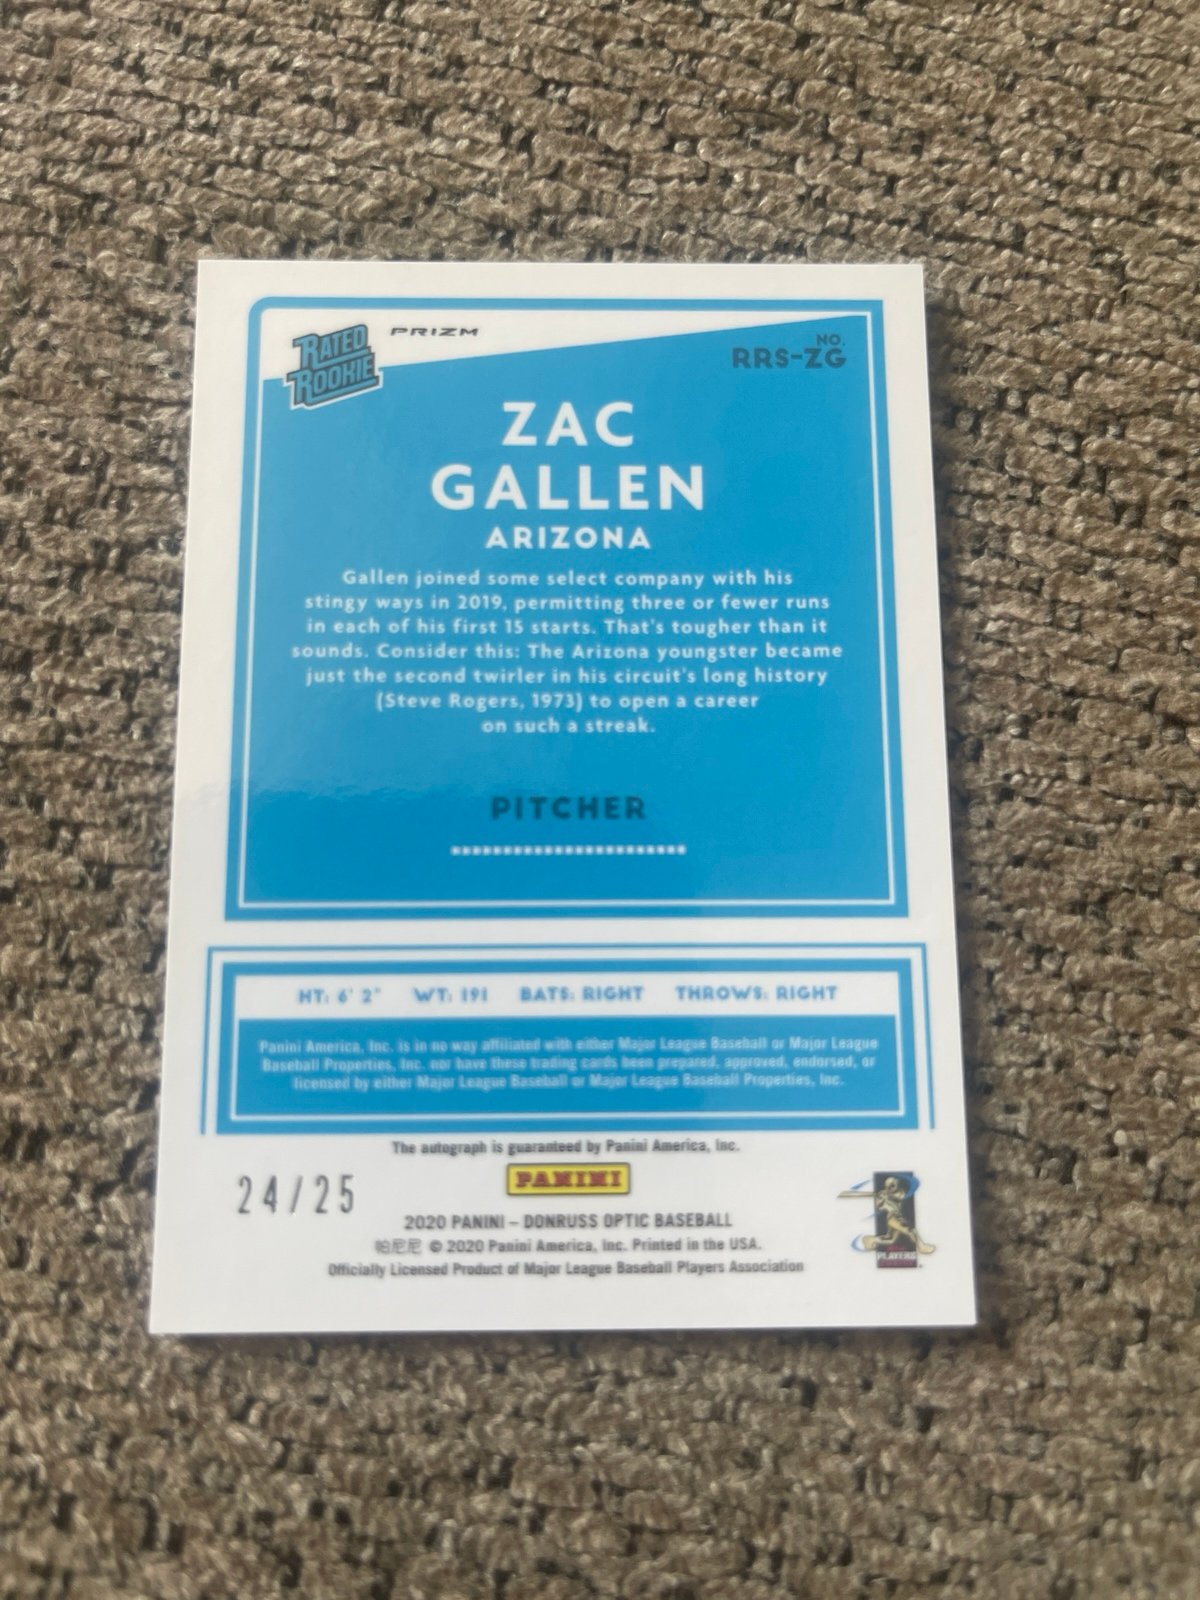 RATED
ROOKIE
PRIZM
NO.
RRS-ZG
ZAC
GALLEN
ARIZONA
Gallen joined some select company with his
stingy ways in 2019, permitting three or fewer runs
in each of his first 15 starts. That's tougher than it
sounds. Consider this: The Arizona youngster became
just the second twirler in his circuit's long history
(Steve Rogers, 1973) to open a career
on such a streak.
PITCHER
HT: 6' 2" WT: 191 BATS: RIGHT THROWS: RIGHT
Panini America, Inc. is in no way affiliated with either Major League Baseball or Major League
Baseball Properties, Inc. nor have these trading cards been prepared, approved, endorsed, or
licensed by either Major League Baseball or Major League Baseball Properties, Inc.
The autograph is guaranteed by Panini America, Inc.
24/25
PANINI
2020 PANINI – DONRUSS OPTIC BASEBALL
帕尼尼 © 2020 Panini America, Inc. Printed in the USA.
Officially Licensed Product of Major League Baseball Players Association
PLAYERS